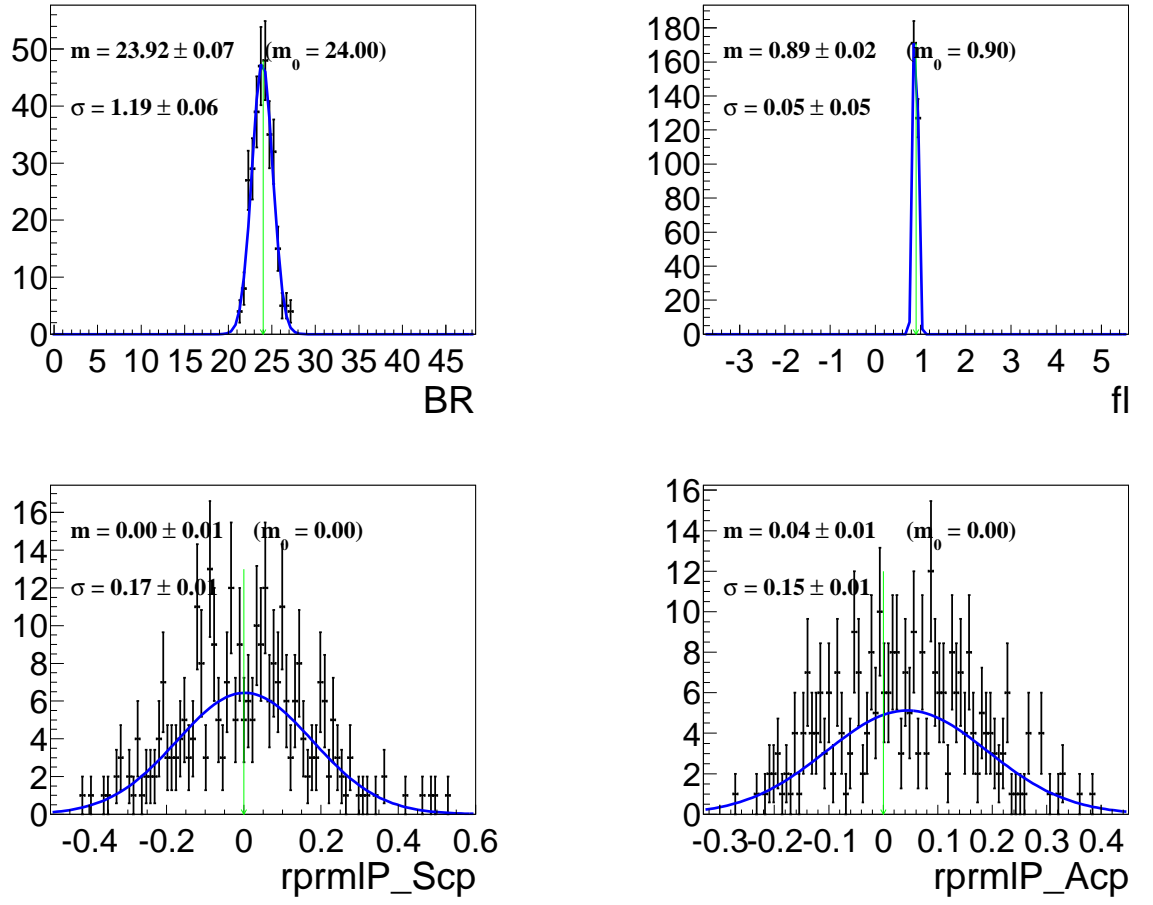 m = 23.92 ± 0.07 (m0 = 24.00)
σ = 1.19 ± 0.06
50
40
30
20
10
0
0 5 10 15 20 25 30 35 40 45
BR
m = 0.89 ± 0.02 (m0 = 0.90)
σ = 0.05 ± 0.05
180
160
140
120
100
80
60
40
20
0
-3 -2 -1 0 1 2 3 4 5
fl
m = 0.00 ± 0.01 (m0 = 0.00)
σ = 0.17 ± 0.01
16
14
12
10
8
6
4
2
0
-0.4 -0.2 0 0.2 0.4 0.6
rprmIP_Scp
m = 0.04 ± 0.01 (m0 = 0.00)
σ = 0.15 ± 0.01
16
14
12
10
8
6
4
2
0
-0.3 -0.2 -0.1 0 0.1 0.2 0.3 0.4
rprmIP_Acp